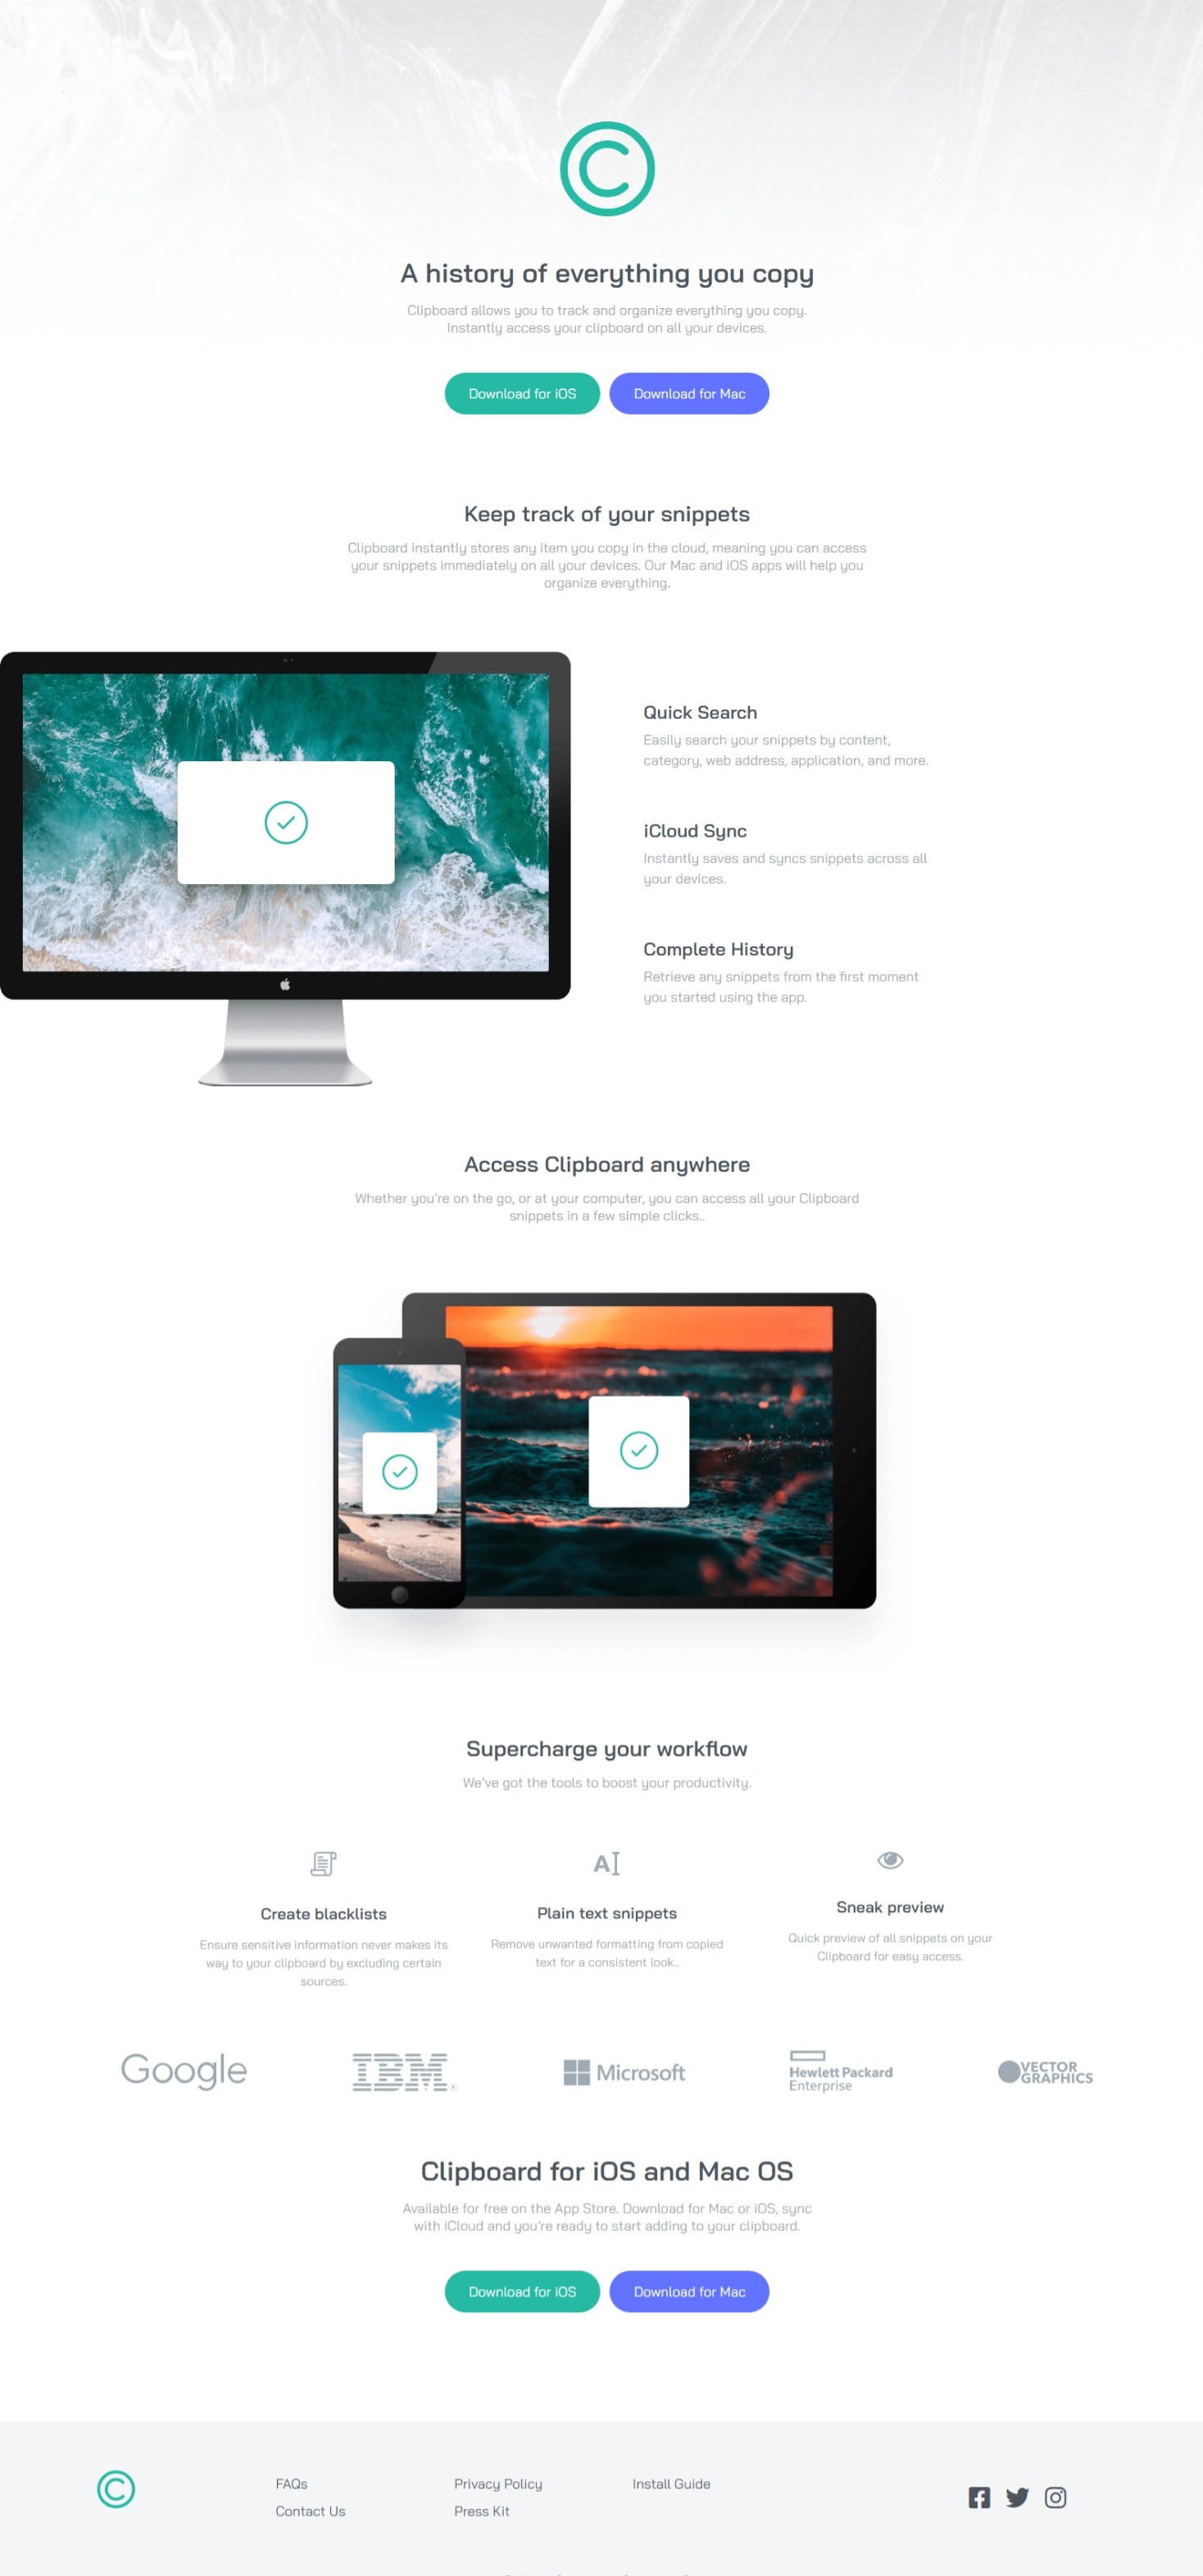 A history of everything you copy
Clipboard allows you to track and organize everything you copy.
Instantly access your clipboard on all your devices.
Download for iOS Download for Mac
Keep track of your snippets
Clipboard instantly stores any item you copy in the cloud, meaning you can access
your snippets immediately on all your devices. Our Mac and iOS apps will help you
organize everything.
Quick Search
Easily search your snippets by content,
category, web address, application, and more.
iCloud Sync
Instantly saves and syncs snippets across all
your devices.
Complete History
Retrieve any snippets from the first moment
you started using the app.
Access Clipboard anywhere
Whether you're on the go, or at your computer, you can access all your Clipboard
snippets in a few simple clicks..
Supercharge your workflow
We've got the tools to boost your productivity.
Create blacklists
Ensure sensitive information never makes its
way to your clipboard by excluding certain
sources.
AI
Plain text snippets
Remove unwanted formatting from copied
text for a consistent look..
Sneak preview
Quick preview of all snippets on your
Clipboard for easy access.
Google
IBM
Microsoft
Hewlett Packard
Enterprise
VECTOR
GRAPHICS
Clipboard for iOS and Mac OS
Available for free on the App Store. Download for Mac or iOS, sync
with iCloud and you're ready to start adding to your clipboard.
Download for iOS Download for Mac
FAQs
Contact Us
Privacy Policy
Press Kit
Install Guide